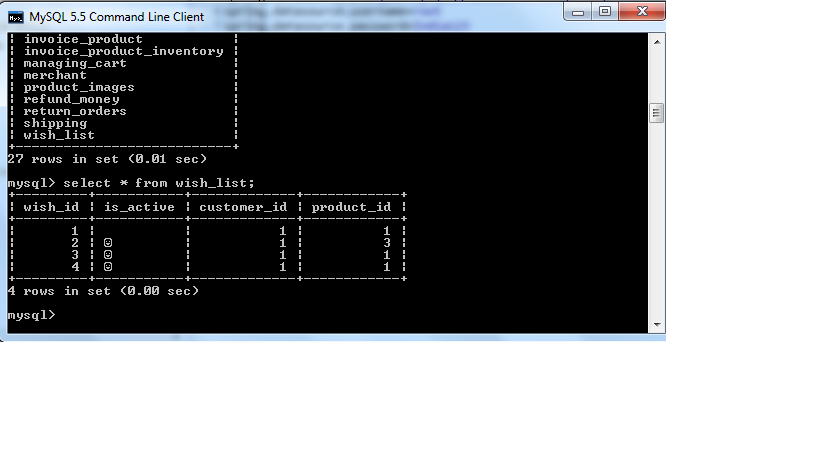 MySQL 5.5 Command Line Client
| invoice_product |
| invoice_product_inventory |
| managing_cart |
| merchant |
| product_images |
| refund_money |
| return_orders |
| shipping |
| wish_list |
+----------------------------+
27 rows in set (0.01 sec)
mysql> select * from wish_list;
+---------+-----------+-------------+------------+
| wish_id | is_active | customer_id | product_id |
+---------+-----------+-------------+------------+
| 1 | | 1 | 1 |
| 2 | ☺ | 1 | 3 |
| 3 | ☺ | 1 | 1 |
| 4 | ☺ | 1 | 1 |
+---------+-----------+-------------+------------+
4 rows in set (0.00 sec)
mysql>